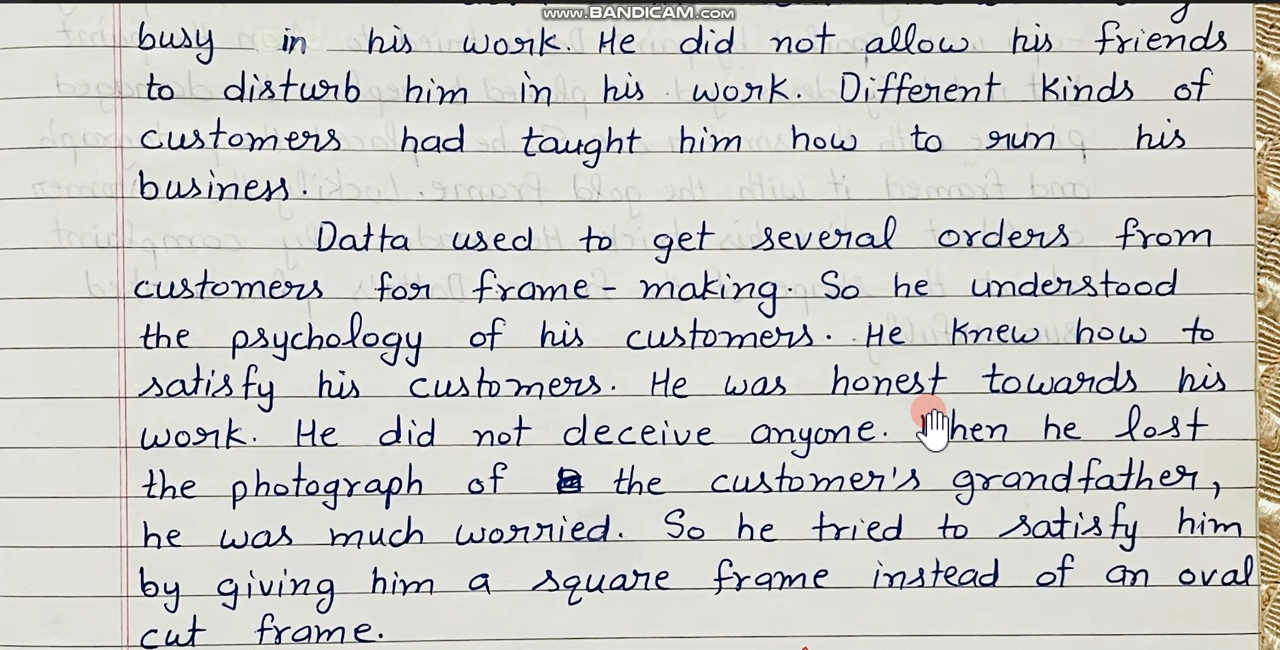 www.BANDICAM.com
busy in his work. He did not allow his friends
to disturb him in his work. Different kinds of
customers had taught him how to run his
business.
Datta used to get several orders from
customers for frame - making. So he understood
the psychology of his customers. He knew how to
satisfy his customers. He was honest towards his
work. He did not deceive anyone. When he lost
the photograph of the customer's grandfather,
he was much worried. So he tried to satisfy him
by giving him a square frame instead of an oval
cut frame.